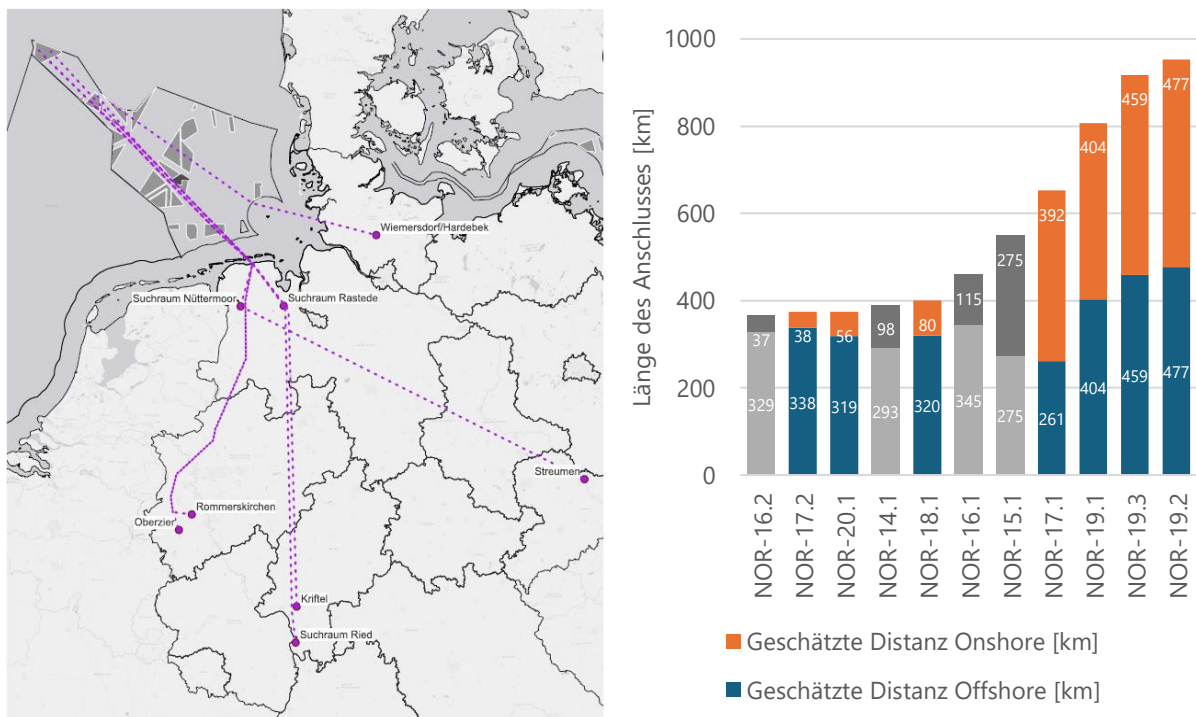 Wiemersdorf/Hardebek
Suchraum Nüttermoor
Suchraum Rastede
Streumen
Rommerskirchen
Oberzier
Kriftel
Suchraum Ried
Länge des Anschlusses [km]
1000
800
600
400
200
0
37
329
38
338
56
319
98
293
80
320
115
345
275
275
392
261
404
404
459
459
477
477
NOR-16.2
NOR-17.2
NOR-20.1
NOR-14.1
NOR-18.1
NOR-16.1
NOR-15.1
NOR-17.1
NOR-19.1
NOR-19.3
NOR-19.2
Geschätzte Distanz Onshore [km]
Geschätzte Distanz Offshore [km]